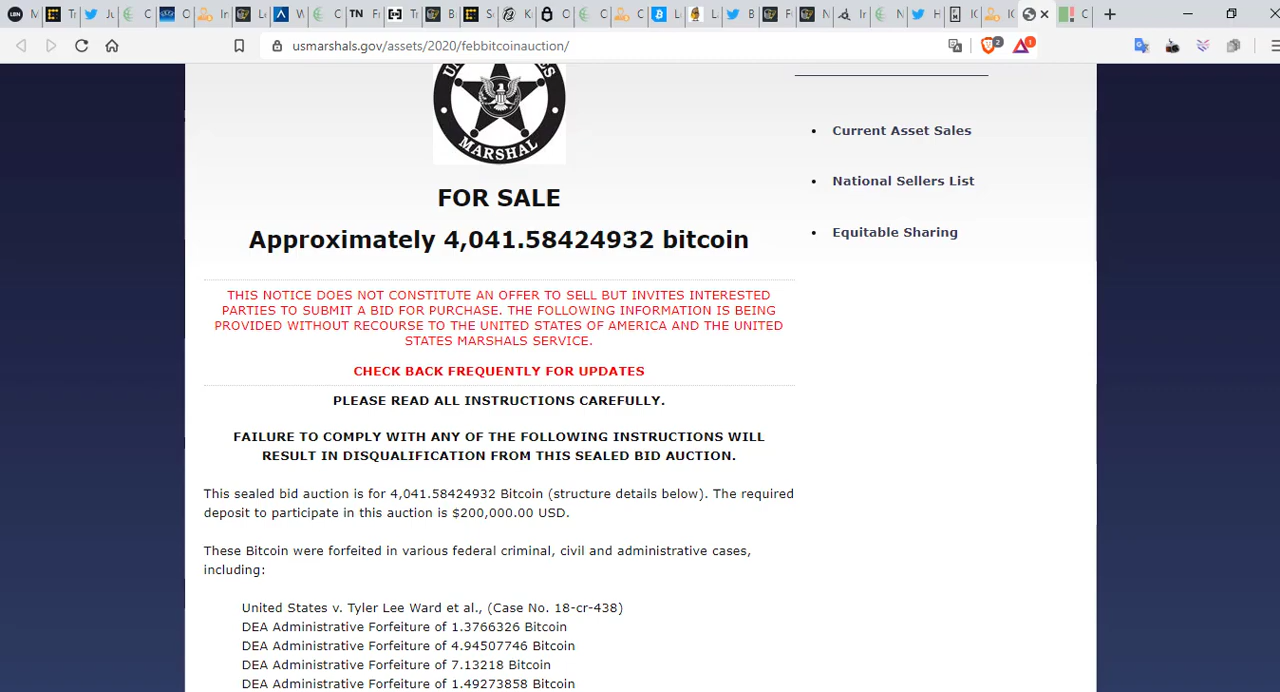 usmarshals.gov/assets/2020/febbitcoinauction/
2
1
MARSHAL
FOR SALE
Approximately 4,041.58424932 bitcoin
THIS NOTICE DOES NOT CONSTITUTE AN OFFER TO SELL BUT INVITES INTERESTED
PARTIES TO SUBMIT A BID FOR PURCHASE. THE FOLLOWING INFORMATION IS BEING
PROVIDED WITHOUT RECOURSE TO THE UNITED STATES OF AMERICA AND THE UNITED
STATES MARSHALS SERVICE.
CHECK BACK FREQUENTLY FOR UPDATES
PLEASE READ ALL INSTRUCTIONS CAREFULLY.
FAILURE TO COMPLY WITH ANY OF THE FOLLOWING INSTRUCTIONS WILL
RESULT IN DISQUALIFICATION FROM THIS SEALED BID AUCTION.
This sealed bid auction is for 4,041.58424932 Bitcoin (structure details below). The required
deposit to participate in this auction is $200,000.00 USD.
These Bitcoin were forfeited in various federal criminal, civil and administrative cases,
including:
United States v. Tyler Lee Ward et al., (Case No. 18-cr-438)
DEA Administrative Forfeiture of 1.3766326 Bitcoin
DEA Administrative Forfeiture of 4.94507746 Bitcoin
DEA Administrative Forfeiture of 7.13218 Bitcoin
DEA Administrative Forfeiture of 1.49273858 Bitcoin
Current Asset Sales
National Sellers List
Equitable Sharing